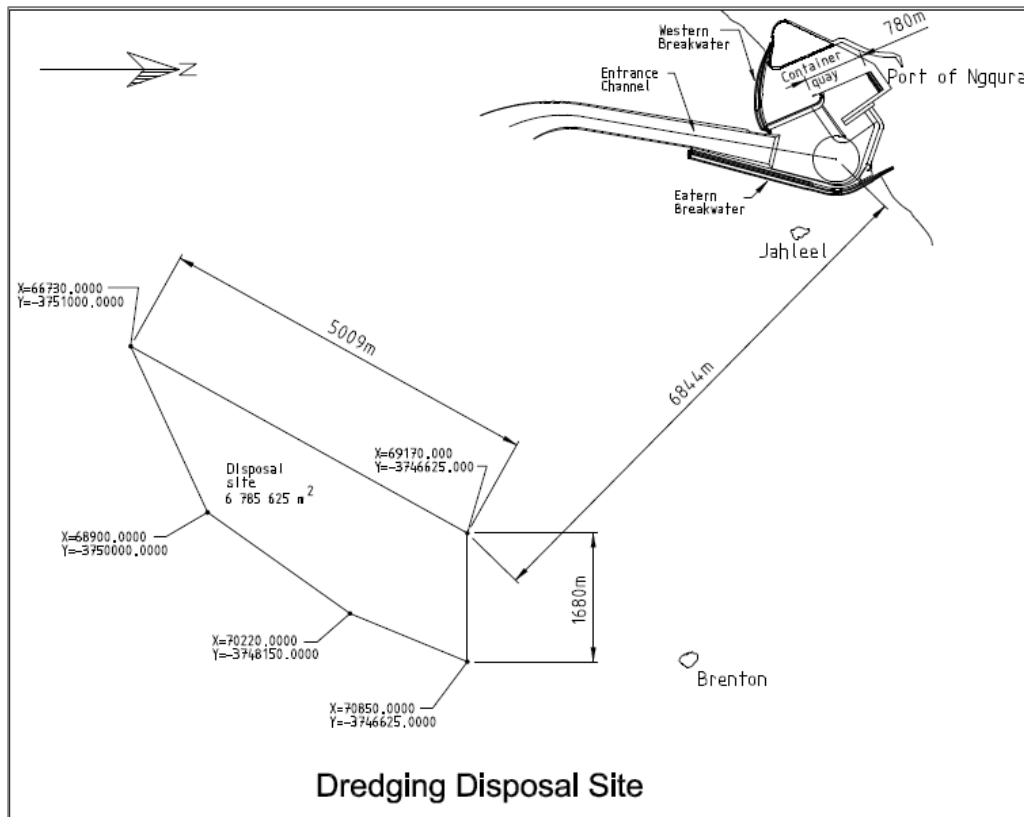 780m
Western
Breakwater
Container
quay
Port of Ngqura
Entrance
Channel
N
Eatern
Breakwater
Jahleel
X=66730.0000
Y=-3751000.0000
5009m
6844m
X=69170.000
Y=-3746625.000
Disposal
site
6 785 625 m²
X=68900.0000
Y=-3750000.0000
1680m
X=70220.0000
Y=-3748150.0000
Brenton
X=70850.0000
Y=-3746625.0000
Dredging Disposal Site